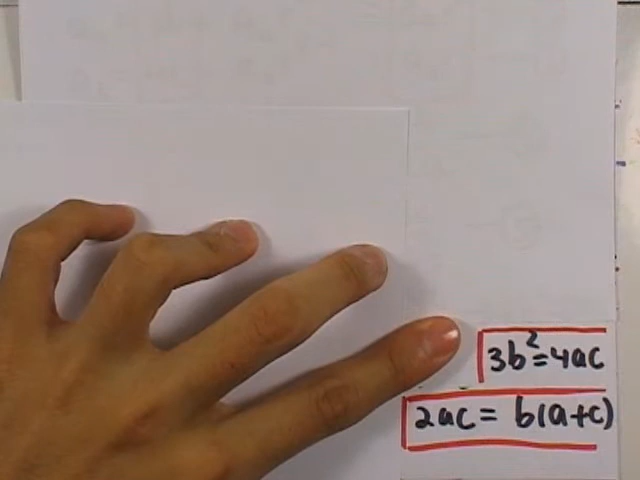 3b²=4ac
2ac = b(a+c)